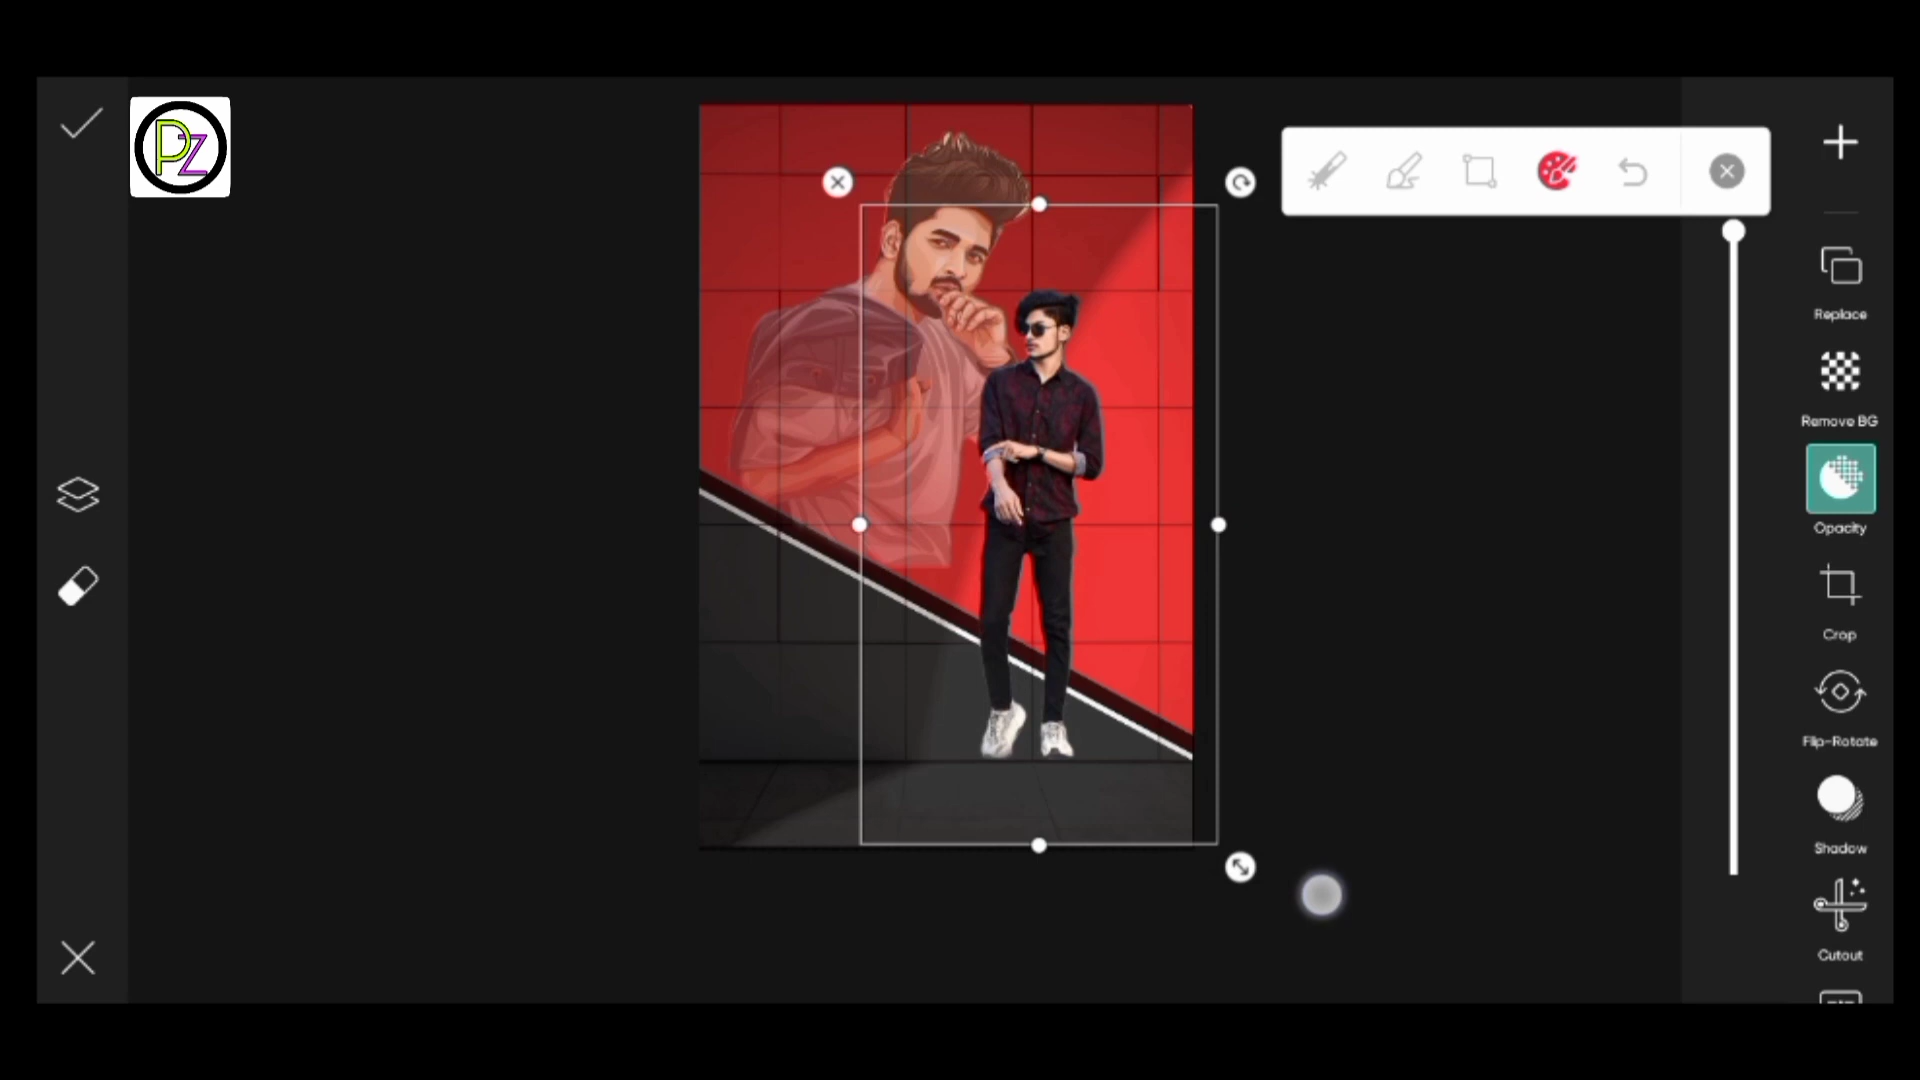 PZ
Replace
Remove BG
Opacity
Crop
Flip-Rotate
Shadow
Cutout